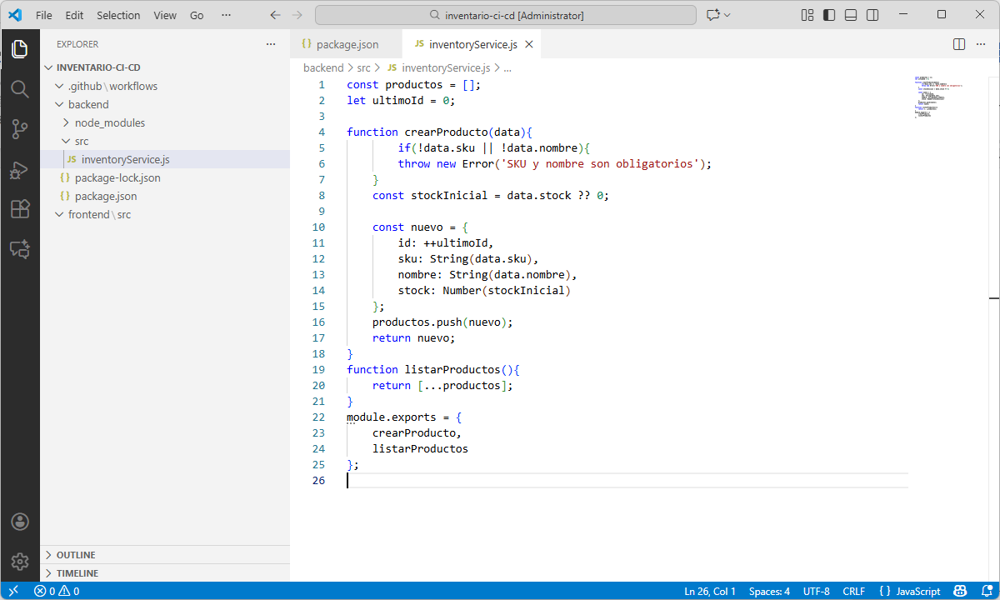 File Edit Selection View Go ···
inventario-ci-cd [Administrator]
EXPLORER ···
INVENTARIO-CI-CD
.github\workflows
backend
node_modules
src
JS inventoryService.js
{} package-lock.json
{} package.json
frontend\src
OUTLINE
TIMELINE
{} package.json
JS inventoryService.js
···
backend > src > JS inventoryService.js > ...
1 const productos = [];
2 let ultimoId = 0;
3
4 function crearProducto(data){
5         if(!data.sku || !data.nombre){
6         throw new Error('SKU y nombre son obligatorios');
7     }
8     const stockInicial = data.stock ?? 0;
9
10     const nuevo = {
11         id: ++ultimoId,
12         sku: String(data.sku),
13         nombre: String(data.nombre),
14         stock: Number(stockInicial)
15     };
16     productos.push(nuevo);
17     return nuevo;
18 }
19 function listarProductos(){
20     return [...productos];
21 }
22 module.exports = {
23     crearProducto,
24     listarProductos
25 };
26
0 0 Ln 26, Col 1 Spaces: 4 UTF-8 CRLF {} JavaScript